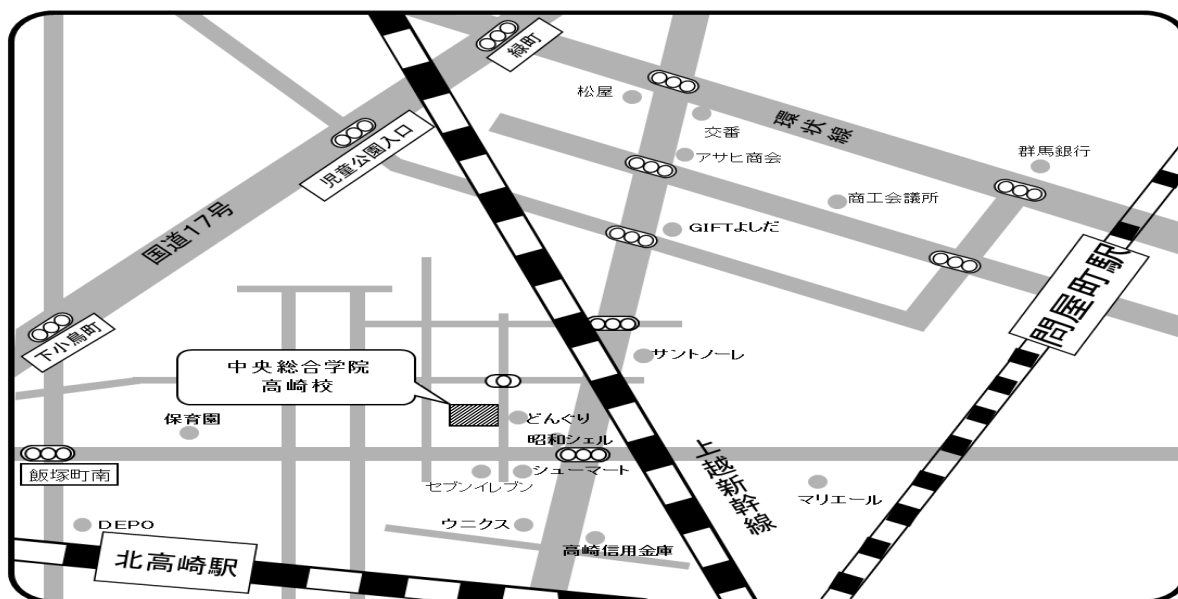 緑町
松屋
交番
環状線
アサヒ商会
群馬銀行
児童公園入口
商工会議所
国道17号
GIFTよしだ
問屋町駅
下小鳥町
サントノーレ
中央総合学院
高崎校
保育園
どんぐり
昭和シェル
飯塚町南
シューマート
セブンイレブン
上越新幹線
マリエール
DEPO
ウニクス
高崎信用金庫
北高崎駅